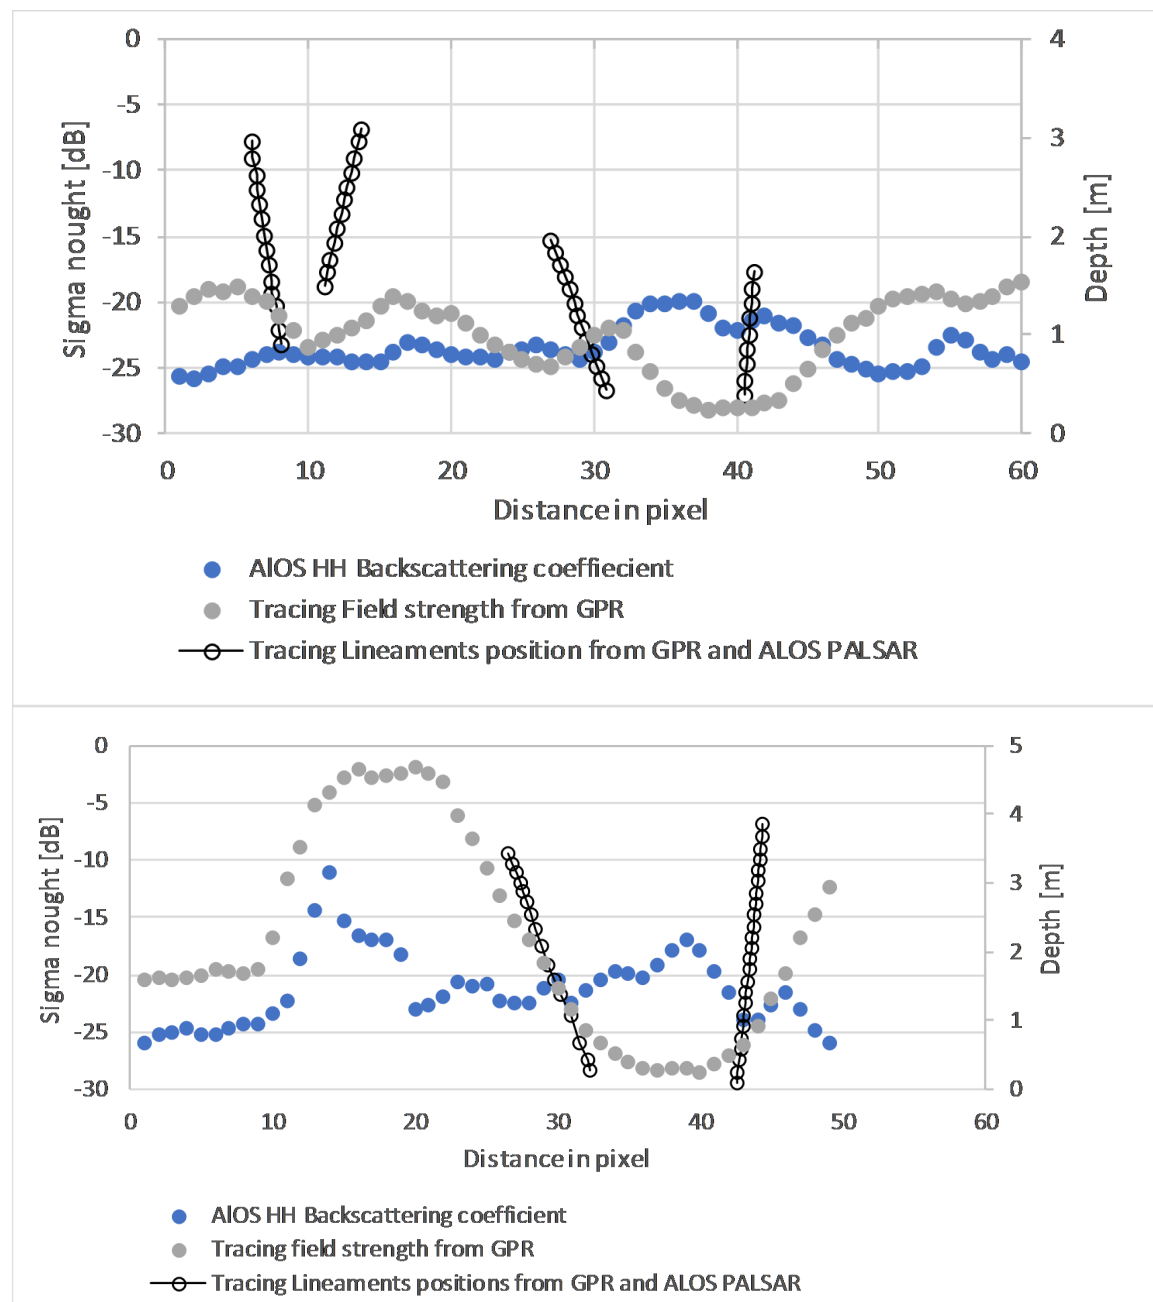 0
-5
-10
-15
-20
-25
-30
Sigma nought [dB]
4
3
2
1
0
Depth [m]
0 10 20 30 40 50 60
Distance in pixel
AlOS HH Backscattering coeffiecient
Tracing Field strength from GPR
Tracing Lineaments position from GPR and ALOS PALSAR
0
-5
-10
-15
-20
-25
-30
Sigma nought [dB]
5
4
3
2
1
0
Depth [m]
0 10 20 30 40 50 60
Distance in pixel
AlOS HH Backscattering coefficient
Tracing field strength from GPR
Tracing Lineaments positions from GPR and ALOS PALSAR